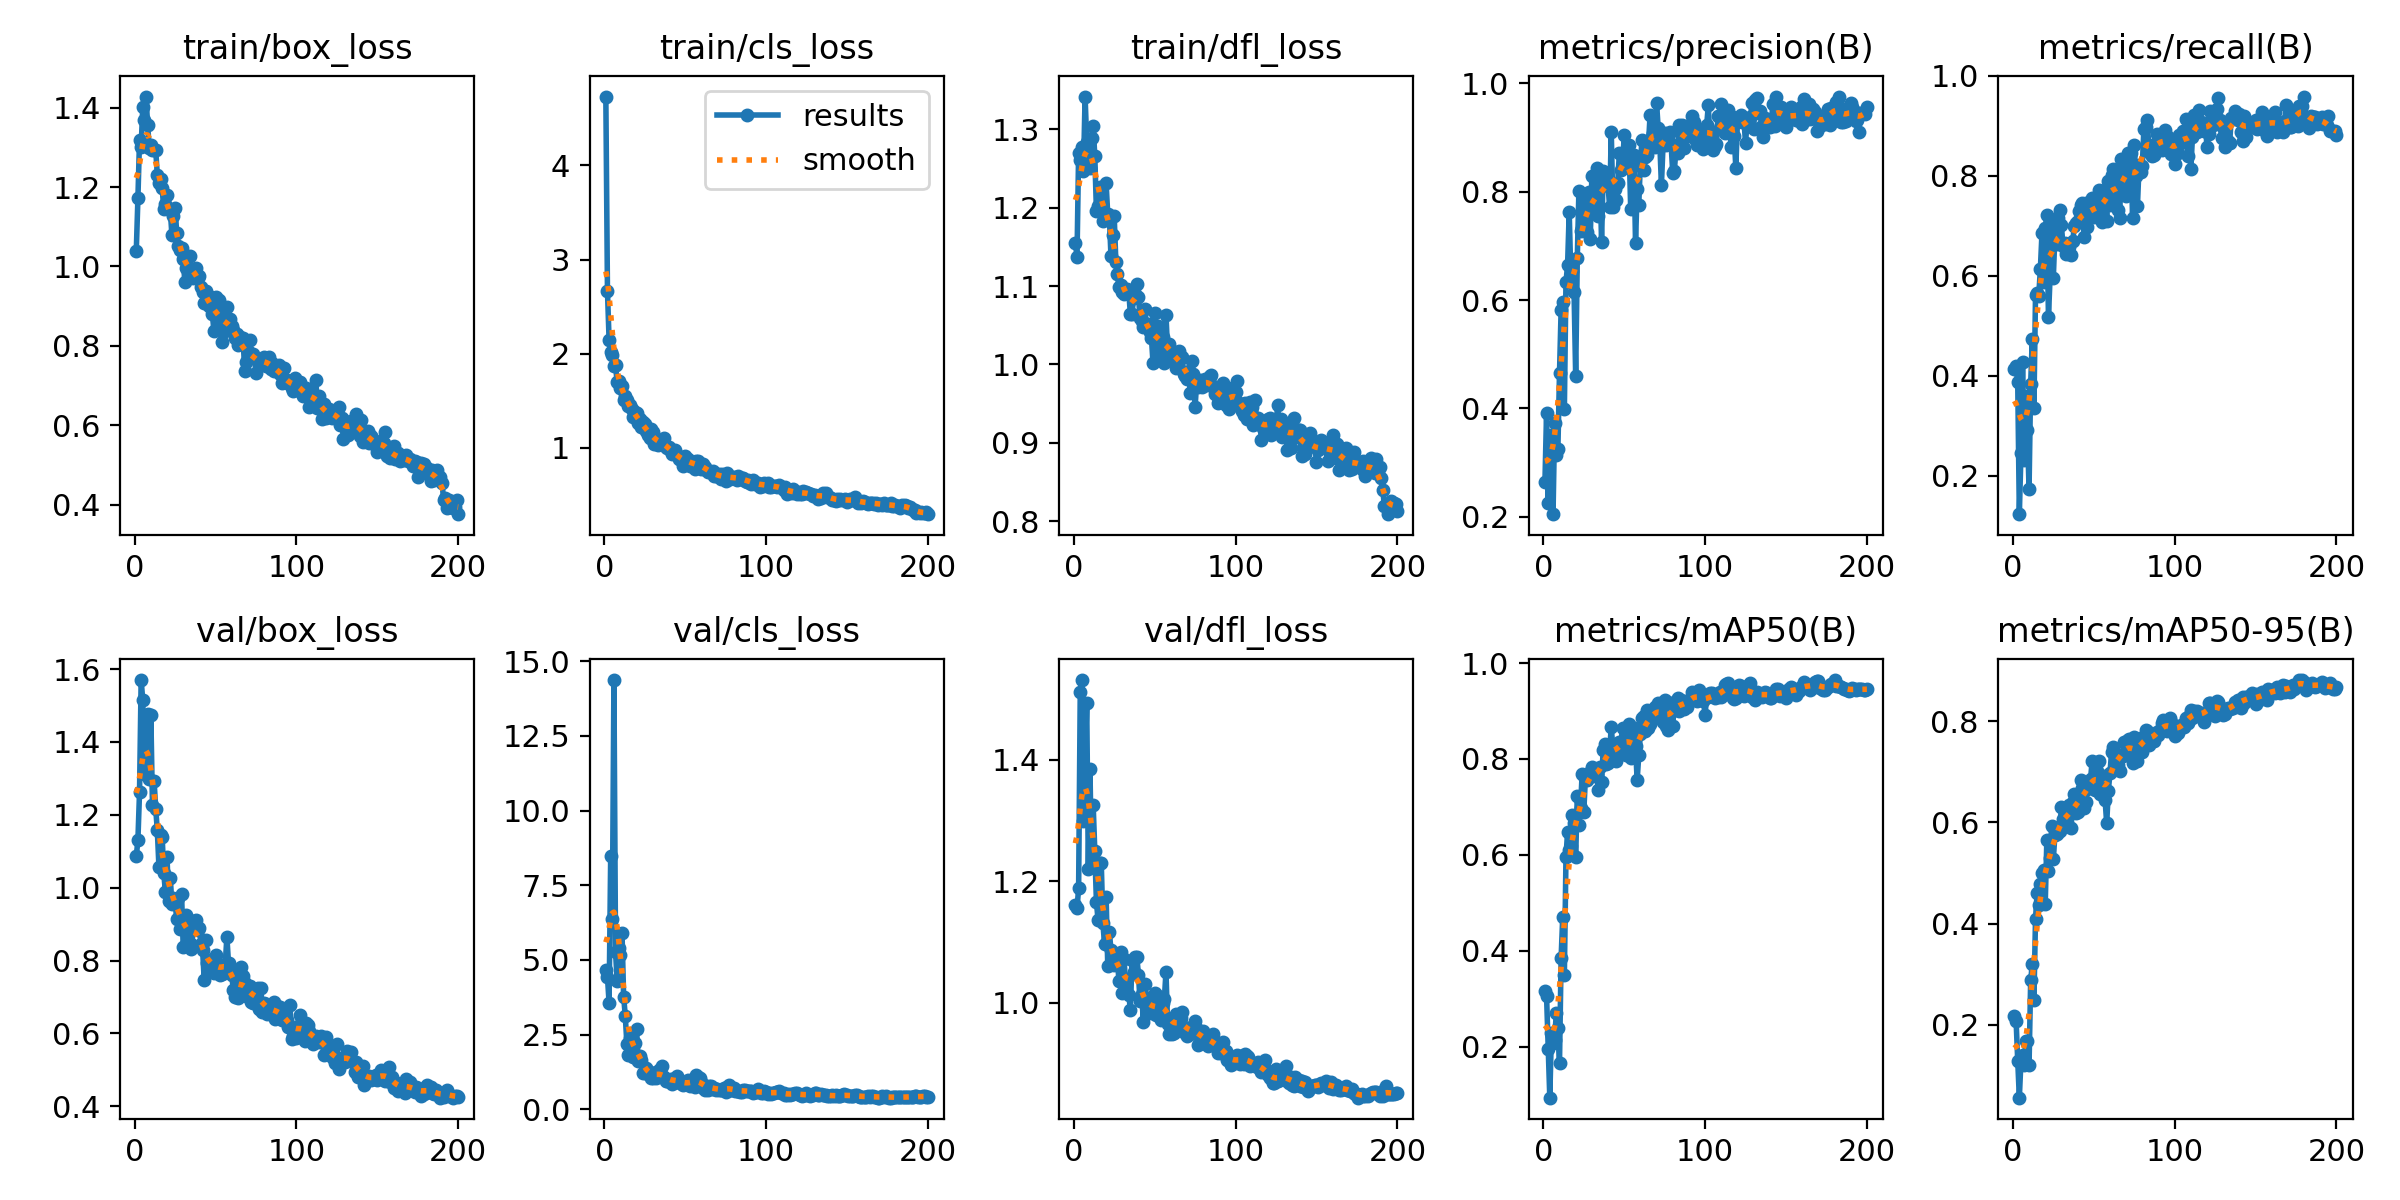 train/box_loss
1.4
1.2
1.0
0.8
0.6
0.4
0 100 200
train/cls_loss
results
smooth
4
3
2
1
0 100 200
train/dfl_loss
1.3
1.2
1.1
1.0
0.9
0.8
0 100 200
metrics/precision(B)
1.0
0.8
0.6
0.4
0.2
0 100 200
metrics/recall(B)
1.0
0.8
0.6
0.4
0.2
0 100 200
val/box_loss
1.6
1.4
1.2
1.0
0.8
0.6
0.4
0 100 200
val/cls_loss
15.0
12.5
10.0
7.5
5.0
2.5
0.0
0 100 200
val/dfl_loss
1.4
1.2
1.0
0 100 200
metrics/mAP50(B)
1.0
0.8
0.6
0.4
0.2
0 100 200
metrics/mAP50-95(B)
0.8
0.6
0.4
0.2
0 100 200